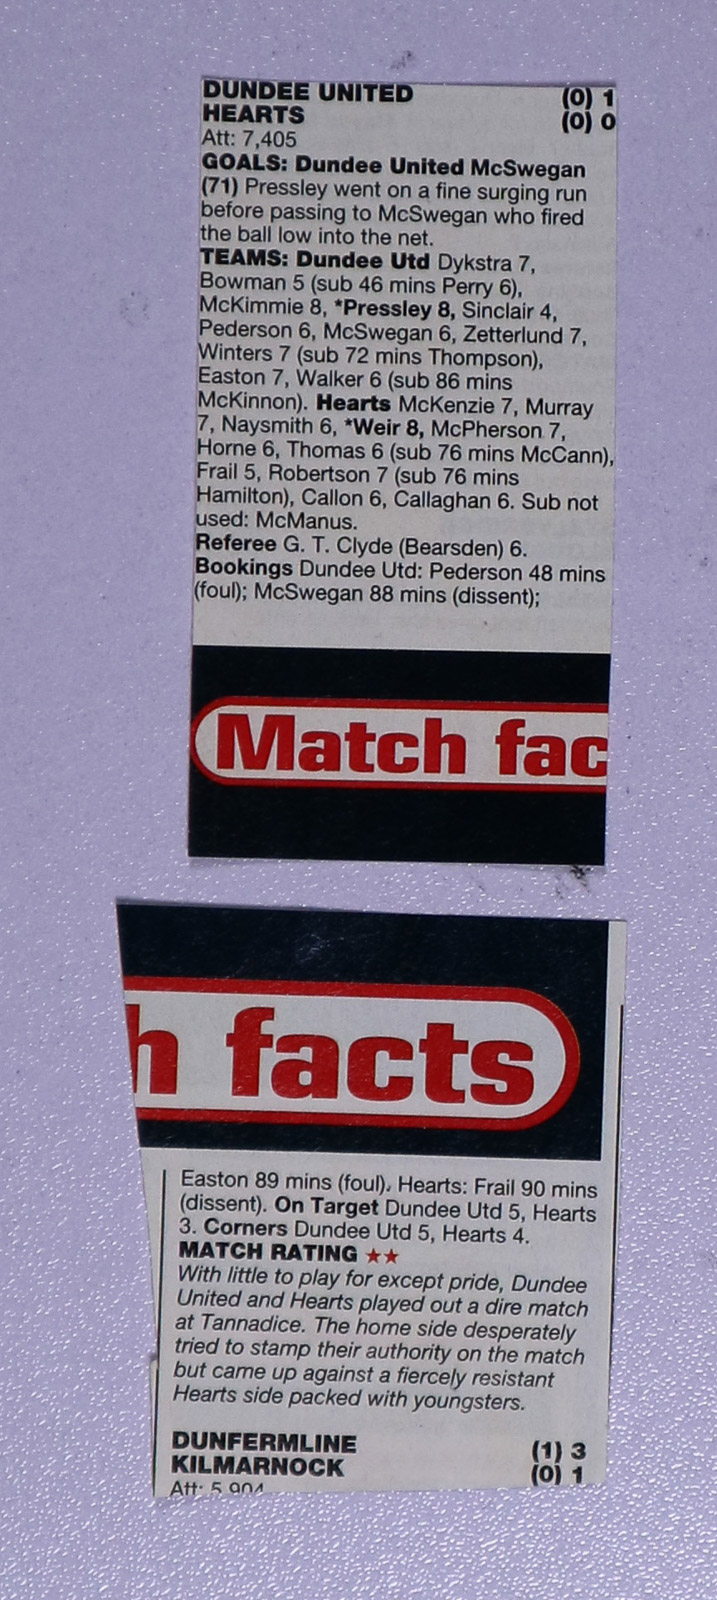 DUNDEE UNITED (0) 1
HEARTS (0) 0
Att: 7,405
GOALS: Dundee United McSwegan
(71) Pressley went on a fine surging run
before passing to McSwegan who fired
the ball low into the net.
TEAMS: Dundee Utd Dykstra 7,
Bowman 5 (sub 46 mins Perry 6),
McKimmie 8, *Pressley 8, Sinclair 4,
Pederson 6, McSwegan 6, Zetterlund 7,
Winters 7 (sub 72 mins Thompson),
Easton 7, Walker 6 (sub 86 mins
McKinnon). Hearts McKenzie 7, Murray
7, Naysmith 6, *Weir 8, McPherson 7,
Horne 6, Thomas 6 (sub 76 mins McCann),
Frail 5, Robertson 7 (sub 76 mins
Hamilton), Callon 6, Callaghan 6. Sub not
used: McManus.
Referee G. T. Clyde (Bearsden) 6.
Bookings Dundee Utd: Pederson 48 mins
(foul); McSwegan 88 mins (dissent);
Match fac
h facts
Easton 89 mins (foul). Hearts: Frail 90 mins
(dissent). On Target Dundee Utd 5, Hearts
3. Corners Dundee Utd 5, Hearts 4.
MATCH RATING ★★
With little to play for except pride, Dundee
United and Hearts played out a dire match
at Tannadice. The home side desperately
tried to stamp their authority on the match
but came up against a fiercely resistant
Hearts side packed with youngsters.
DUNFERMLINE (1) 3
KILMARNOCK (0) 1
Att: 5,904